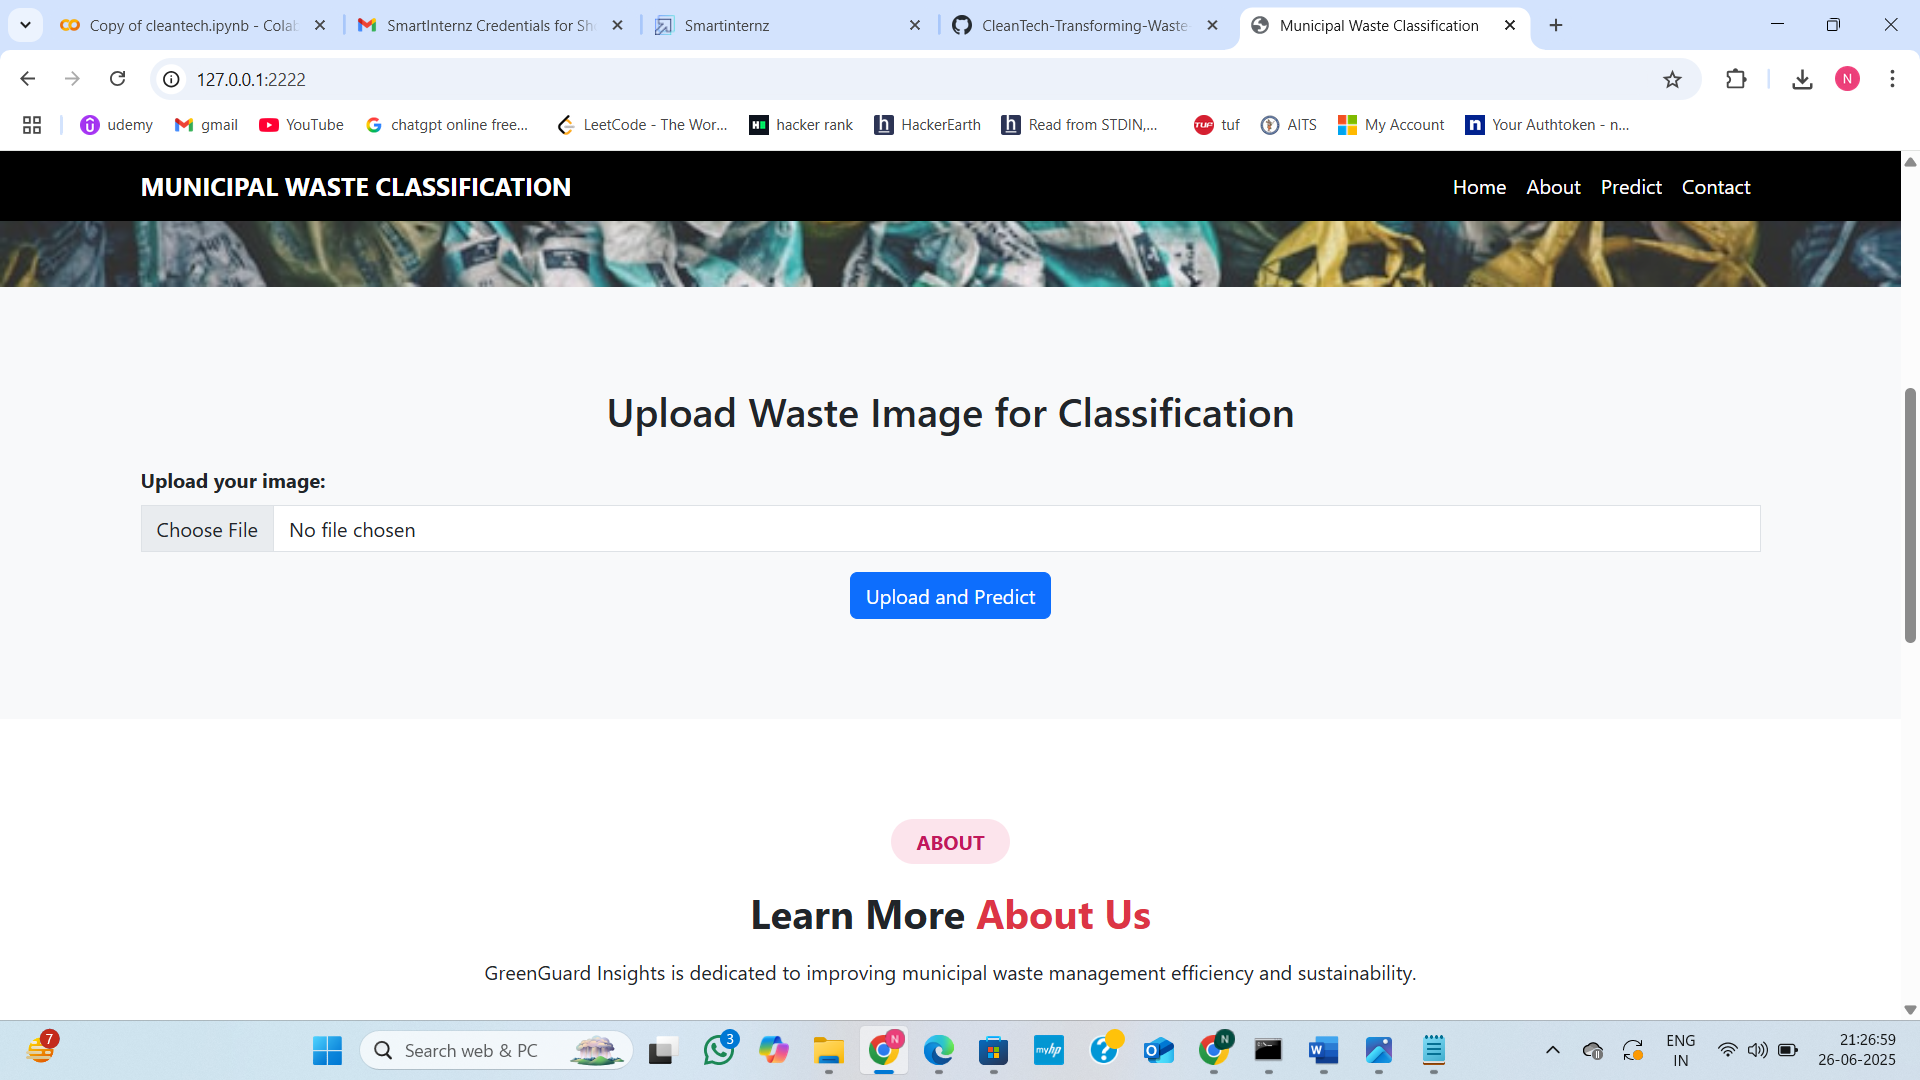 Copy of cleantech.ipynb - Colab
SmartInternz Credentials for Sh
Smartinternz
CleanTech-Transforming-Waste-
Municipal Waste Classification
127.0.0.1:2222
N
udemy
gmail
YouTube
chatgpt online free...
LeetCode - The Wor...
hacker rank
HackerEarth
Read from STDIN,...
tuf
AITS
My Account
Your Authtoken - n...
MUNICIPAL WASTE CLASSIFICATION
Home
About
Predict
Contact
Upload Waste Image for Classification
Upload your image:
Choose File
No file chosen
Upload and Predict
ABOUT
Learn More About Us
GreenGuard Insights is dedicated to improving municipal waste management efficiency and sustainability.
7
Search web & PC
3
N
myhp
N
ENG
IN
21:26:59
26-06-2025